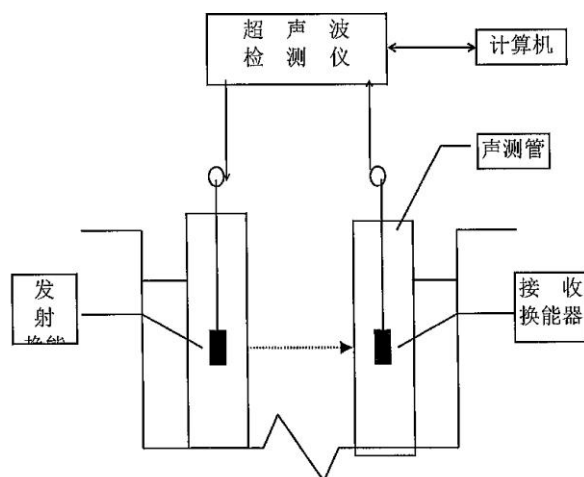 超 声 波
检 测 仪
计算机
声测管
发
射
接 收
换能器